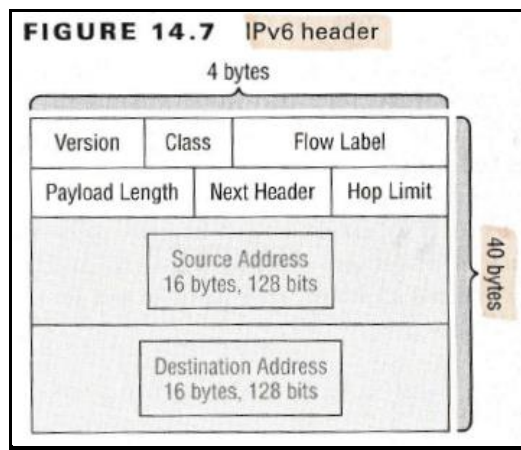 FIGURE 14.7 IPv6 header
4 bytes
Version Class Flow Label
Payload Length Next Header Hop Limit
Source Address
16 bytes, 128 bits
40 bytes
Destination Address
16 bytes, 128 bits